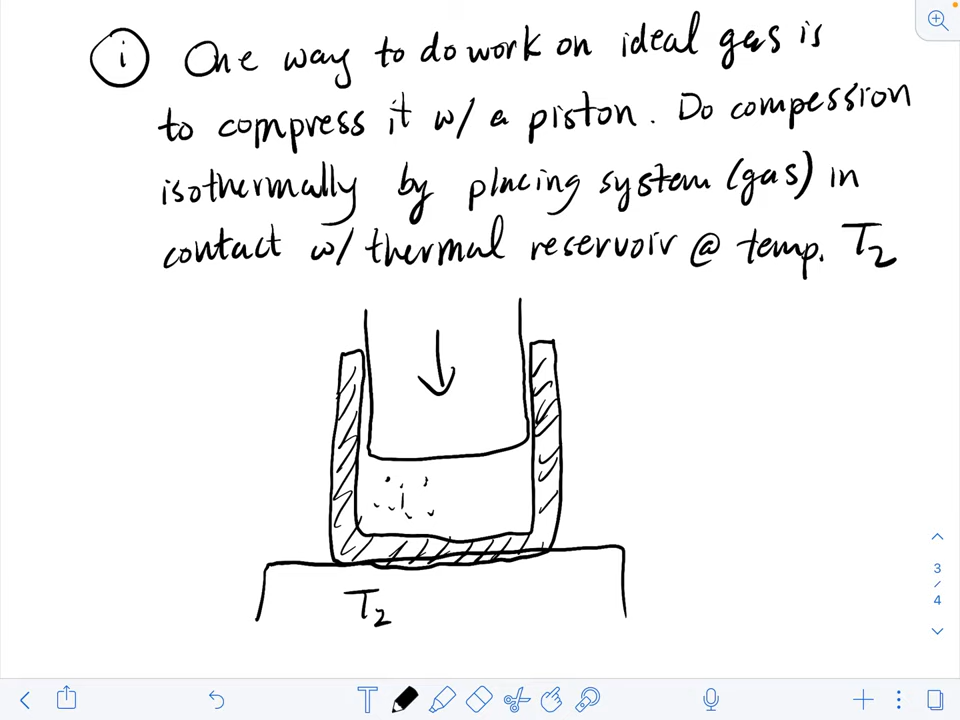 i One way to do work on ideal gas is
to compress it w/ a piston. Do compession
isothermally by placing system (gas) in
contact w/ thermal reservoir @ temp. T2
T2
3
/
4
T